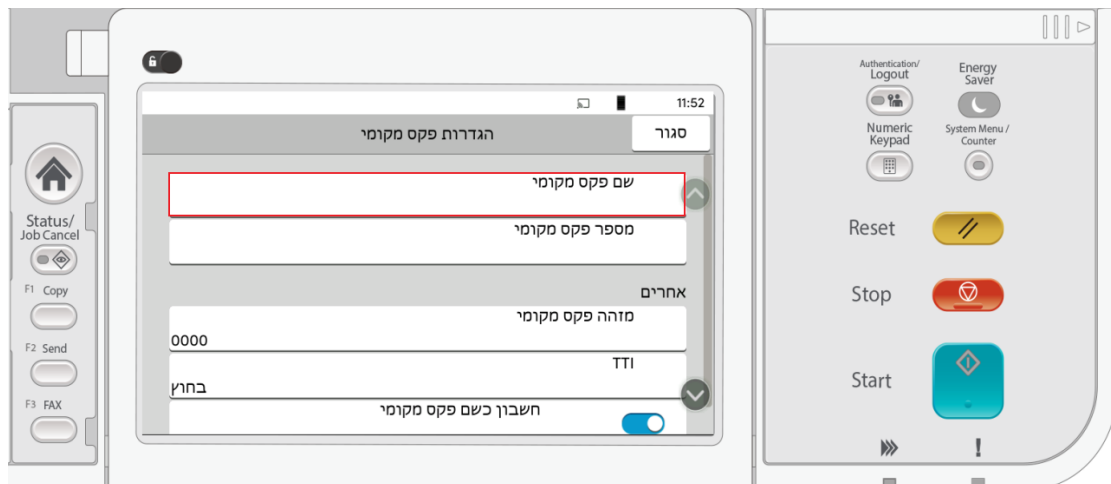 Status/
Job Cancel
F1 Copy
F2 Send
F3 FAX
11:52
סגור
הגדרות פקס מקומי
שם פקס מקומי
מספר פקס מקומי
אחרים
מזהה פקס מקומי
0000
TTI
בחוץ
חשבון כשם פקס מקומי
Authentication/
Logout
Energy
Saver
Numeric
Keypad
System Menu /
Counter
Reset
Stop
Start